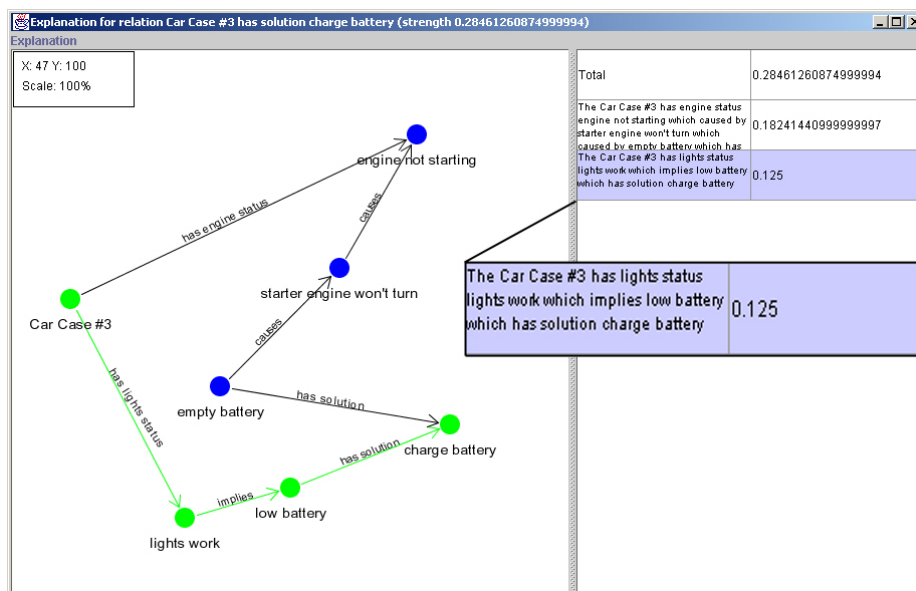 Explanation for relation Car Case #3 has solution charge battery (strength 0.28461260874999994)
Explanation
X: 47 Y: 100
Scale: 100%
engine not starting
has engine status
causes
starter engine won't turn
Car Case #3
causes
has lights status
empty battery
has solution
charge battery
has solution
implies
low battery
lights work
Total
0.28461260874999994
The Car Case #3 has engine status
engine not starting which caused by
starter engine won't turn which
caused by empty battery which has
0.18241440999999997
The Car Case #3 has lights status
lights work which implies low battery
which has solution charge battery
0.125
The Car Case #3 has lights status
lights work which implies low battery
which has solution charge battery
0.125